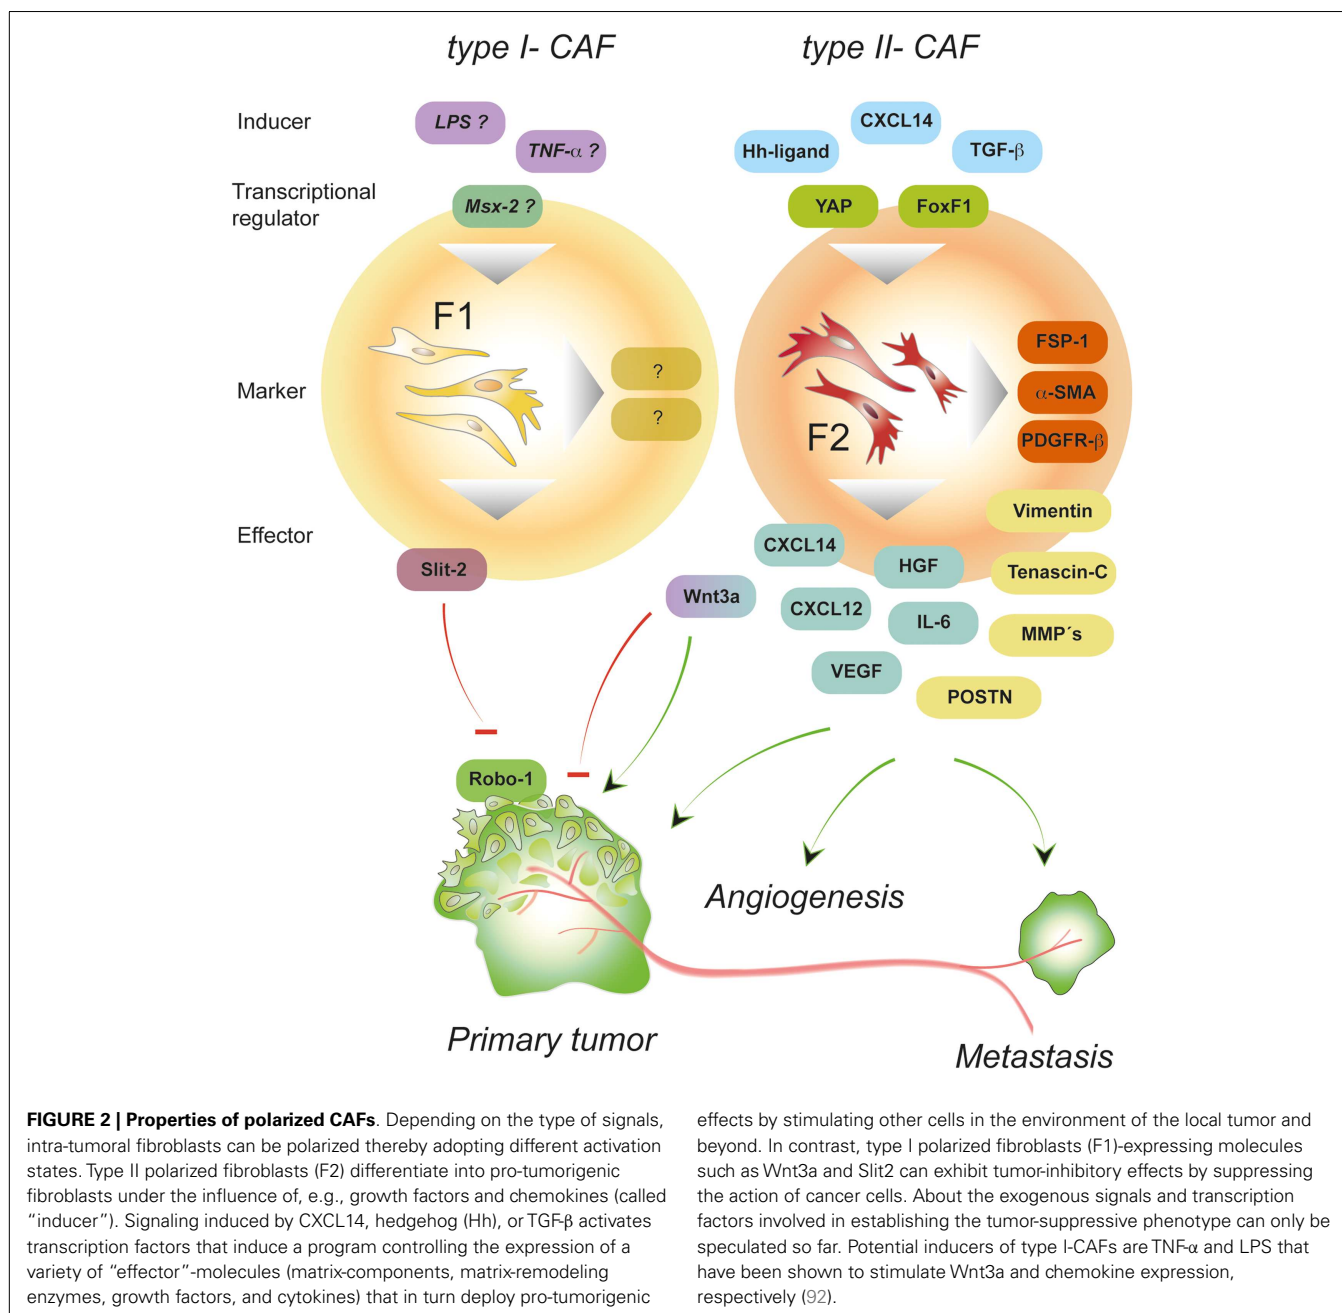 type I- CAF
type II- CAF
Inducer
LPS ?
TNF-α ?
CXCL14
Hh-ligand
TGF-β
Transcriptional
regulator
Msx-2 ?
YAP
FoxF1
F1
F2
Marker
?
?
FSP-1
α-SMA
PDGFR-β
Effector
Slit-2
Wnt3a
CXCL14
HGF
CXCL12
IL-6
VEGF
Vimentin
Tenascin-C
MMP´s
POSTN
Robo-1
Angiogenesis
Primary tumor
Metastasis
FIGURE 2 | Properties of polarized CAFs. Depending on the type of signals,
intra-tumoral fibroblasts can be polarized thereby adopting different activation
states. Type II polarized fibroblasts (F2) differentiate into pro-tumorigenic
fibroblasts under the influence of, e.g., growth factors and chemokines (called
“inducer”). Signaling induced by CXCL14, hedgehog (Hh), or TGF-β activates
transcription factors that induce a program controlling the expression of a
variety of “effector”-molecules (matrix-components, matrix-remodeling
enzymes, growth factors, and cytokines) that in turn deploy pro-tumorigenic
effects by stimulating other cells in the environment of the local tumor and
beyond. In contrast, type I polarized fibroblasts (F1)-expressing molecules
such as Wnt3a and Slit2 can exhibit tumor-inhibitory effects by suppressing
the action of cancer cells. About the exogenous signals and transcription
factors involved in establishing the tumor-suppressive phenotype can only be
speculated so far. Potential inducers of type I-CAFs are TNF-α and LPS that
have been shown to stimulate Wnt3a and chemokine expression,
respectively (92).